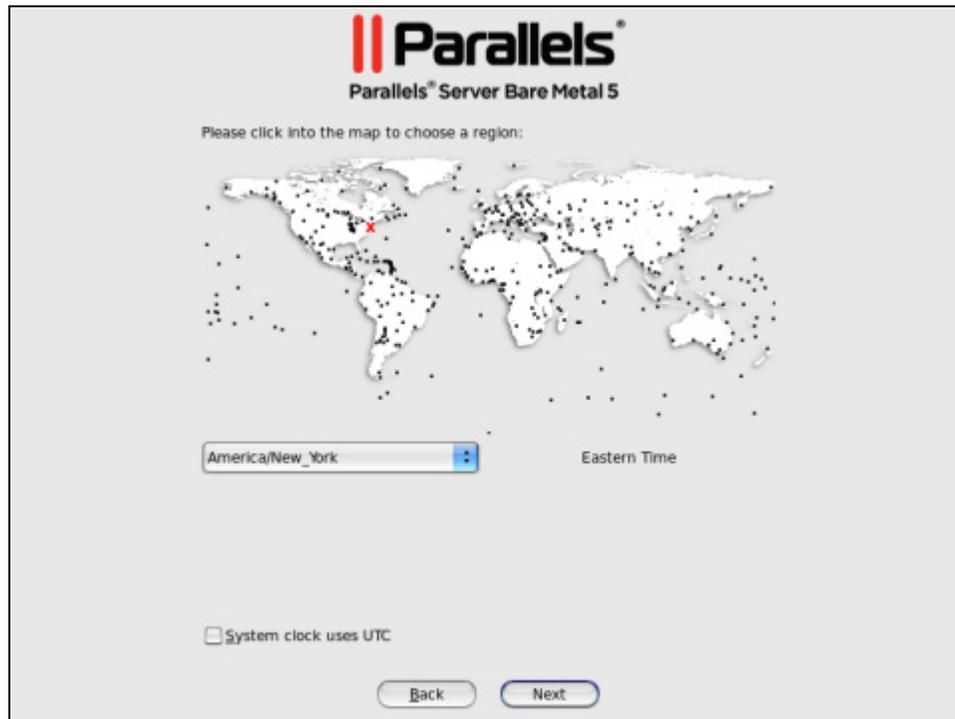 Parallels®
Parallels® Server Bare Metal 5
Please click into the map to choose a region:
x
America/New_York
Eastern Time
System clock uses UTC
Back
Next